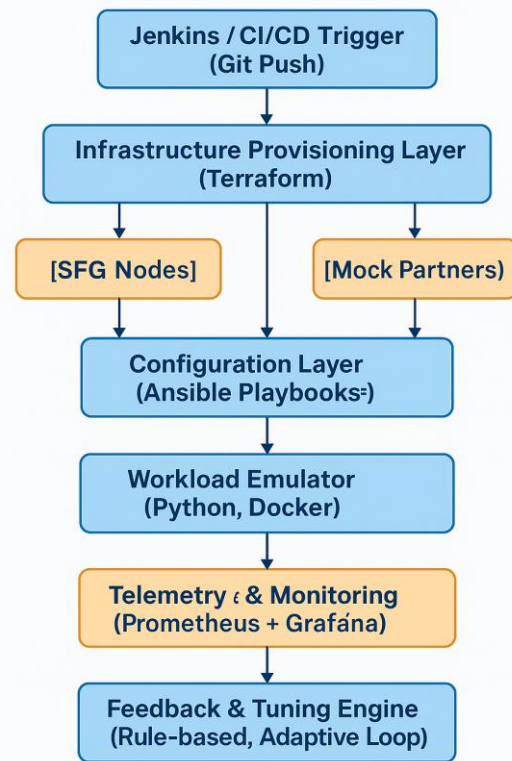 Jenkins / CI/CD Trigger
(Git Push)
Infrastructure Provisioning Layer
(Terraform)
[SFG Nodes]
[Mock Partners)
Configuration Layer
(Ansible Playbooks)
Workload Emulator
(Python, Docker)
Telemetry & Monitoring
(Prometheus + Grafána)
Feedback & Tuning Engine
(Rule-based, Adaptive Loop)